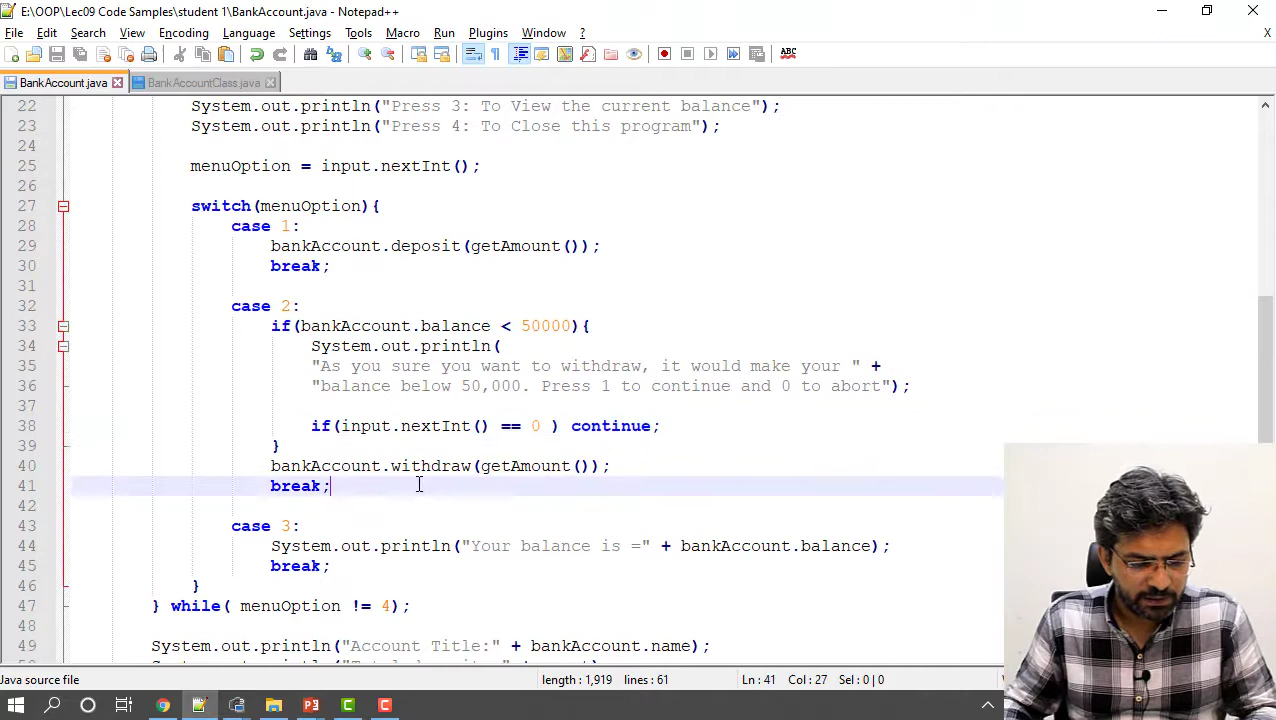 E:\OOP\Lec09 Code Samples\student 1\BankAccount.java - Notepad++
File Edit Search View Encoding Language Settings Tools Macro Run Plugins Window ? X
ABC
BankAccount.java BankAccountClass.java
22 System.out.println("Press 3: To View the current balance");
23 System.out.println("Press 4: To Close this program");
24
25 menuOption = input.nextInt();
26
27 switch(menuOption){
28 case 1:
29 bankAccount.deposit(getAmount());
30 break;
31
32 case 2:
33 if(bankAccount.balance < 50000){
34 System.out.println(
35 "As you sure you want to withdraw, it would make your " +
36 "balance below 50,000. Press 1 to continue and 0 to abort");
37
38 if(input.nextInt() == 0 ) continue;
39 }
40 bankAccount.withdraw(getAmount());
41 break;
42
43 case 3:
44 System.out.println("Your balance is =" + bankAccount.balance);
45 break;
46 }
47 } while( menuOption != 4);
48
49 System.out.println("Account Title:" + bankAccount.name);
Java source file length : 1,919 lines : 61 Ln : 41 Col : 27 Sel : 0 | 0